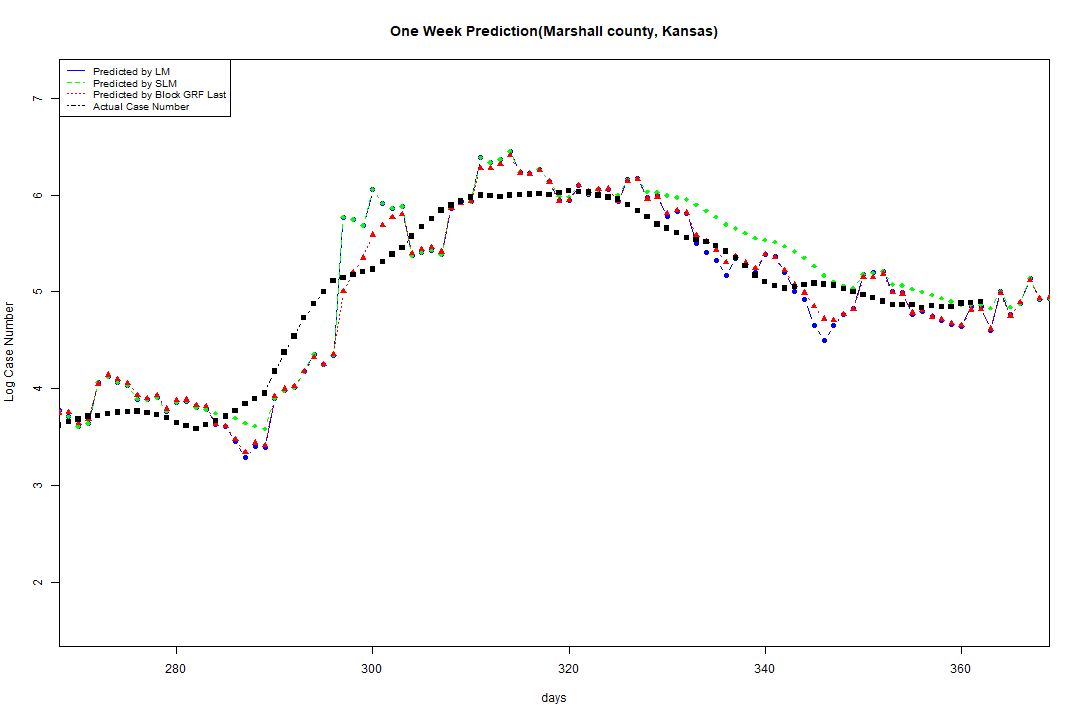 One Week Prediction(Marshall county, Kansas)
Predicted by LM
Predicted by SLM
Predicted by Block GRF Last
Actual Case Number
7
6
5
4
3
2
Log Case Number
280 300 320 340 360
days